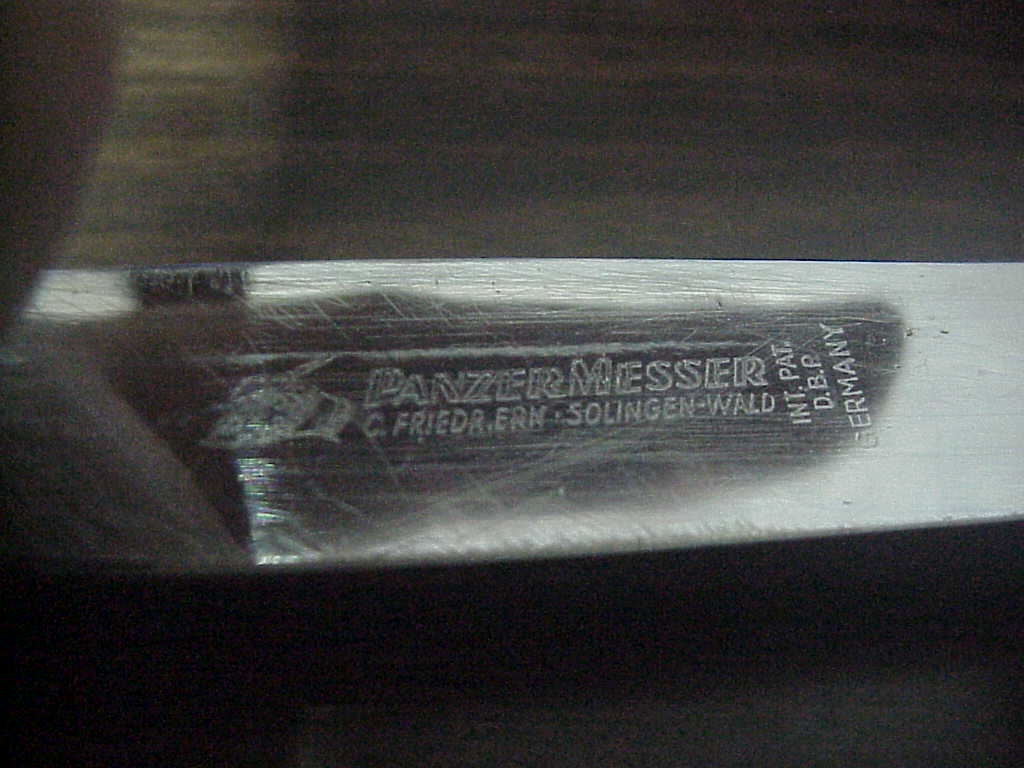 PANZERMESSER
C. FRIEDR. ERN · SOLINGEN-WALD
INT. PAT.
D.B.P.
GERMANY